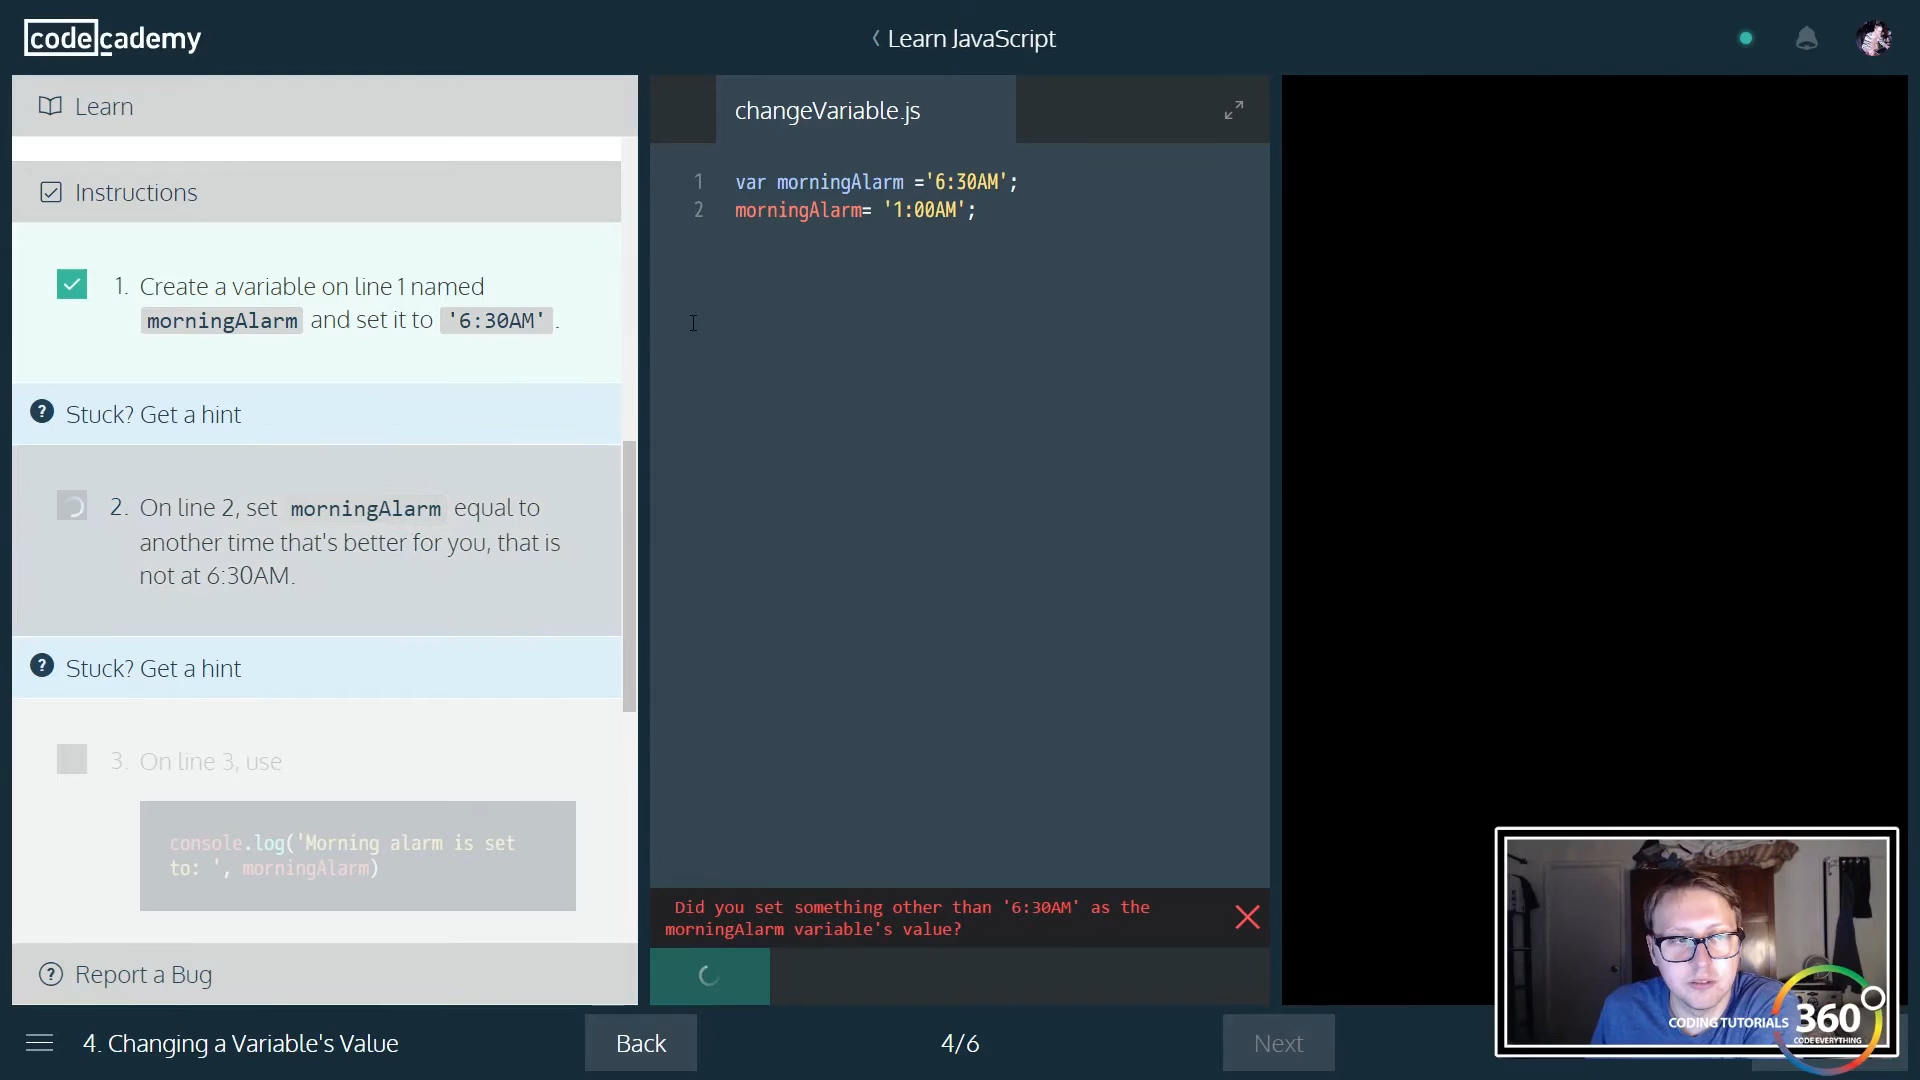 codecademy
Learn JavaScript
Learn
Instructions
1. Create a variable on line 1 named
morningAlarm and set it to '6:30AM'.
? Stuck? Get a hint
2. On line 2, set morningAlarm equal to
another time that's better for you, that is
not at 6:30AM.
? Stuck? Get a hint
3. On line 3, use
console.log('Morning alarm is set
to: ', morningAlarm)
? Report a Bug
changeVariable.js
1 var morningAlarm ='6:30AM';
2 morningAlarm= '1:00AM';
Did you set something other than '6:30AM' as the
morningAlarm variable's value?
4. Changing a Variable's Value
Back
4/6
Next
CODING TUTORIALS 360
CODE EVERYTHING